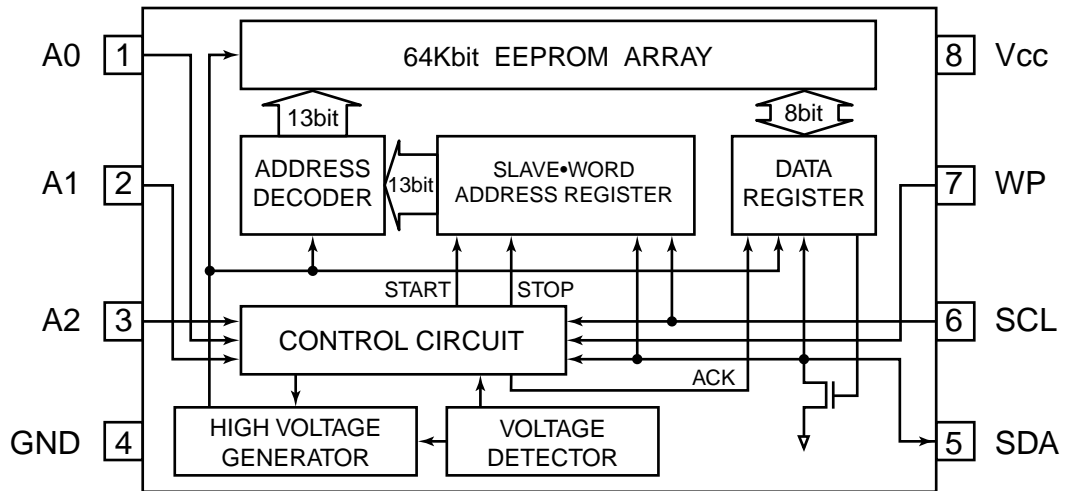 A0 1
64Kbit EEPROM ARRAY
8 Vcc
13bit
8bit
A1 2
ADDRESS
DECODER
13bit
SLAVE•WORD
ADDRESS REGISTER
DATA
REGISTER
7 WP
START
STOP
A2 3
CONTROL CIRCUIT
6 SCL
ACK
GND 4
HIGH VOLTAGE
GENERATOR
VOLTAGE
DETECTOR
5 SDA